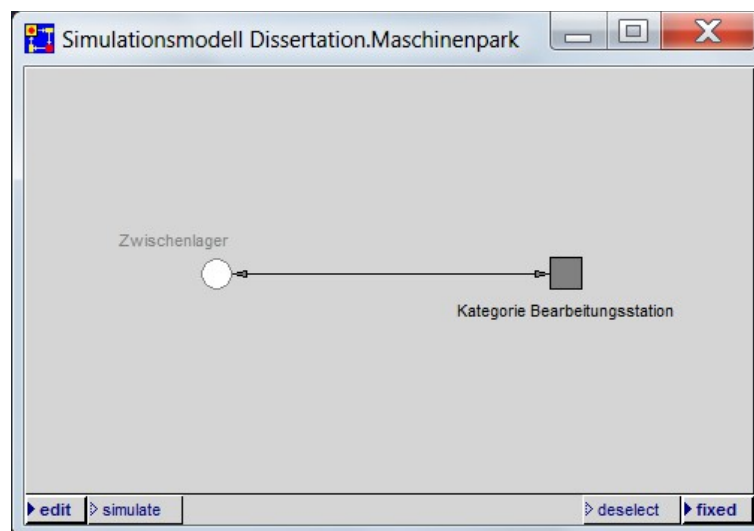 Simulationsmodell Dissertation.Maschinenpark
Zwischenlager
Kategorie Bearbeitungsstation
edit simulate deselect fixed